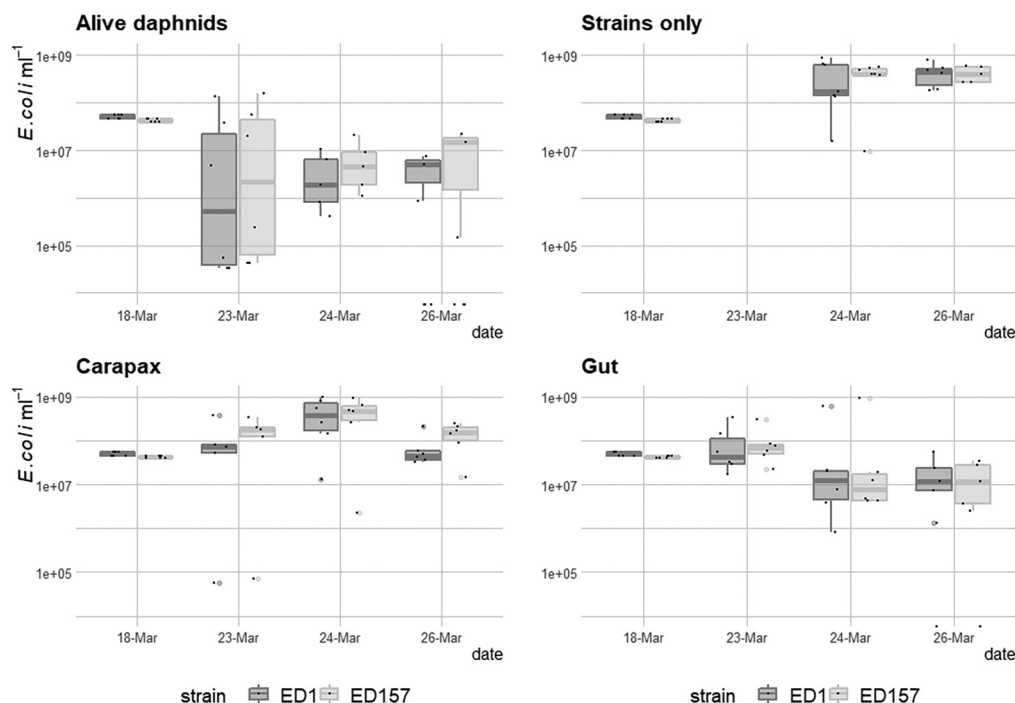 Alive daphnids
Strains only
E.coli ml⁻¹
1e+09
1e+07
1e+05
18-Mar 23-Mar 24-Mar 26-Mar
date
1e+09
1e+07
1e+05
18-Mar 23-Mar 24-Mar 26-Mar
date
Carapax
Gut
E.coli ml⁻¹
1e+09
1e+07
1e+05
18-Mar 23-Mar 24-Mar 26-Mar
date
1e+09
1e+07
1e+05
18-Mar 23-Mar 24-Mar 26-Mar
date
strain ED1 ED157
strain ED1 ED157